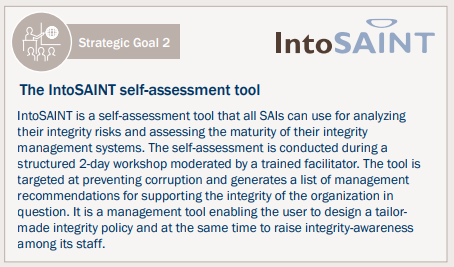 Strategic Goal 2
IntoSAINT
The IntoSAINT self-assessment tool
IntoSAINT is a self-assessment tool that all SAIs can use for analyzing
their integrity risks and assessing the maturity of their integrity
management systems. The self-assessment is conducted during a
structured 2-day workshop moderated by a trained facilitator. The tool is
targeted at preventing corruption and generates a list of management
recommendations for supporting the integrity of the organization in
question. It is a management tool enabling the user to design a tailor-
made integrity policy and at the same time to raise integrity-awareness
among its staff.